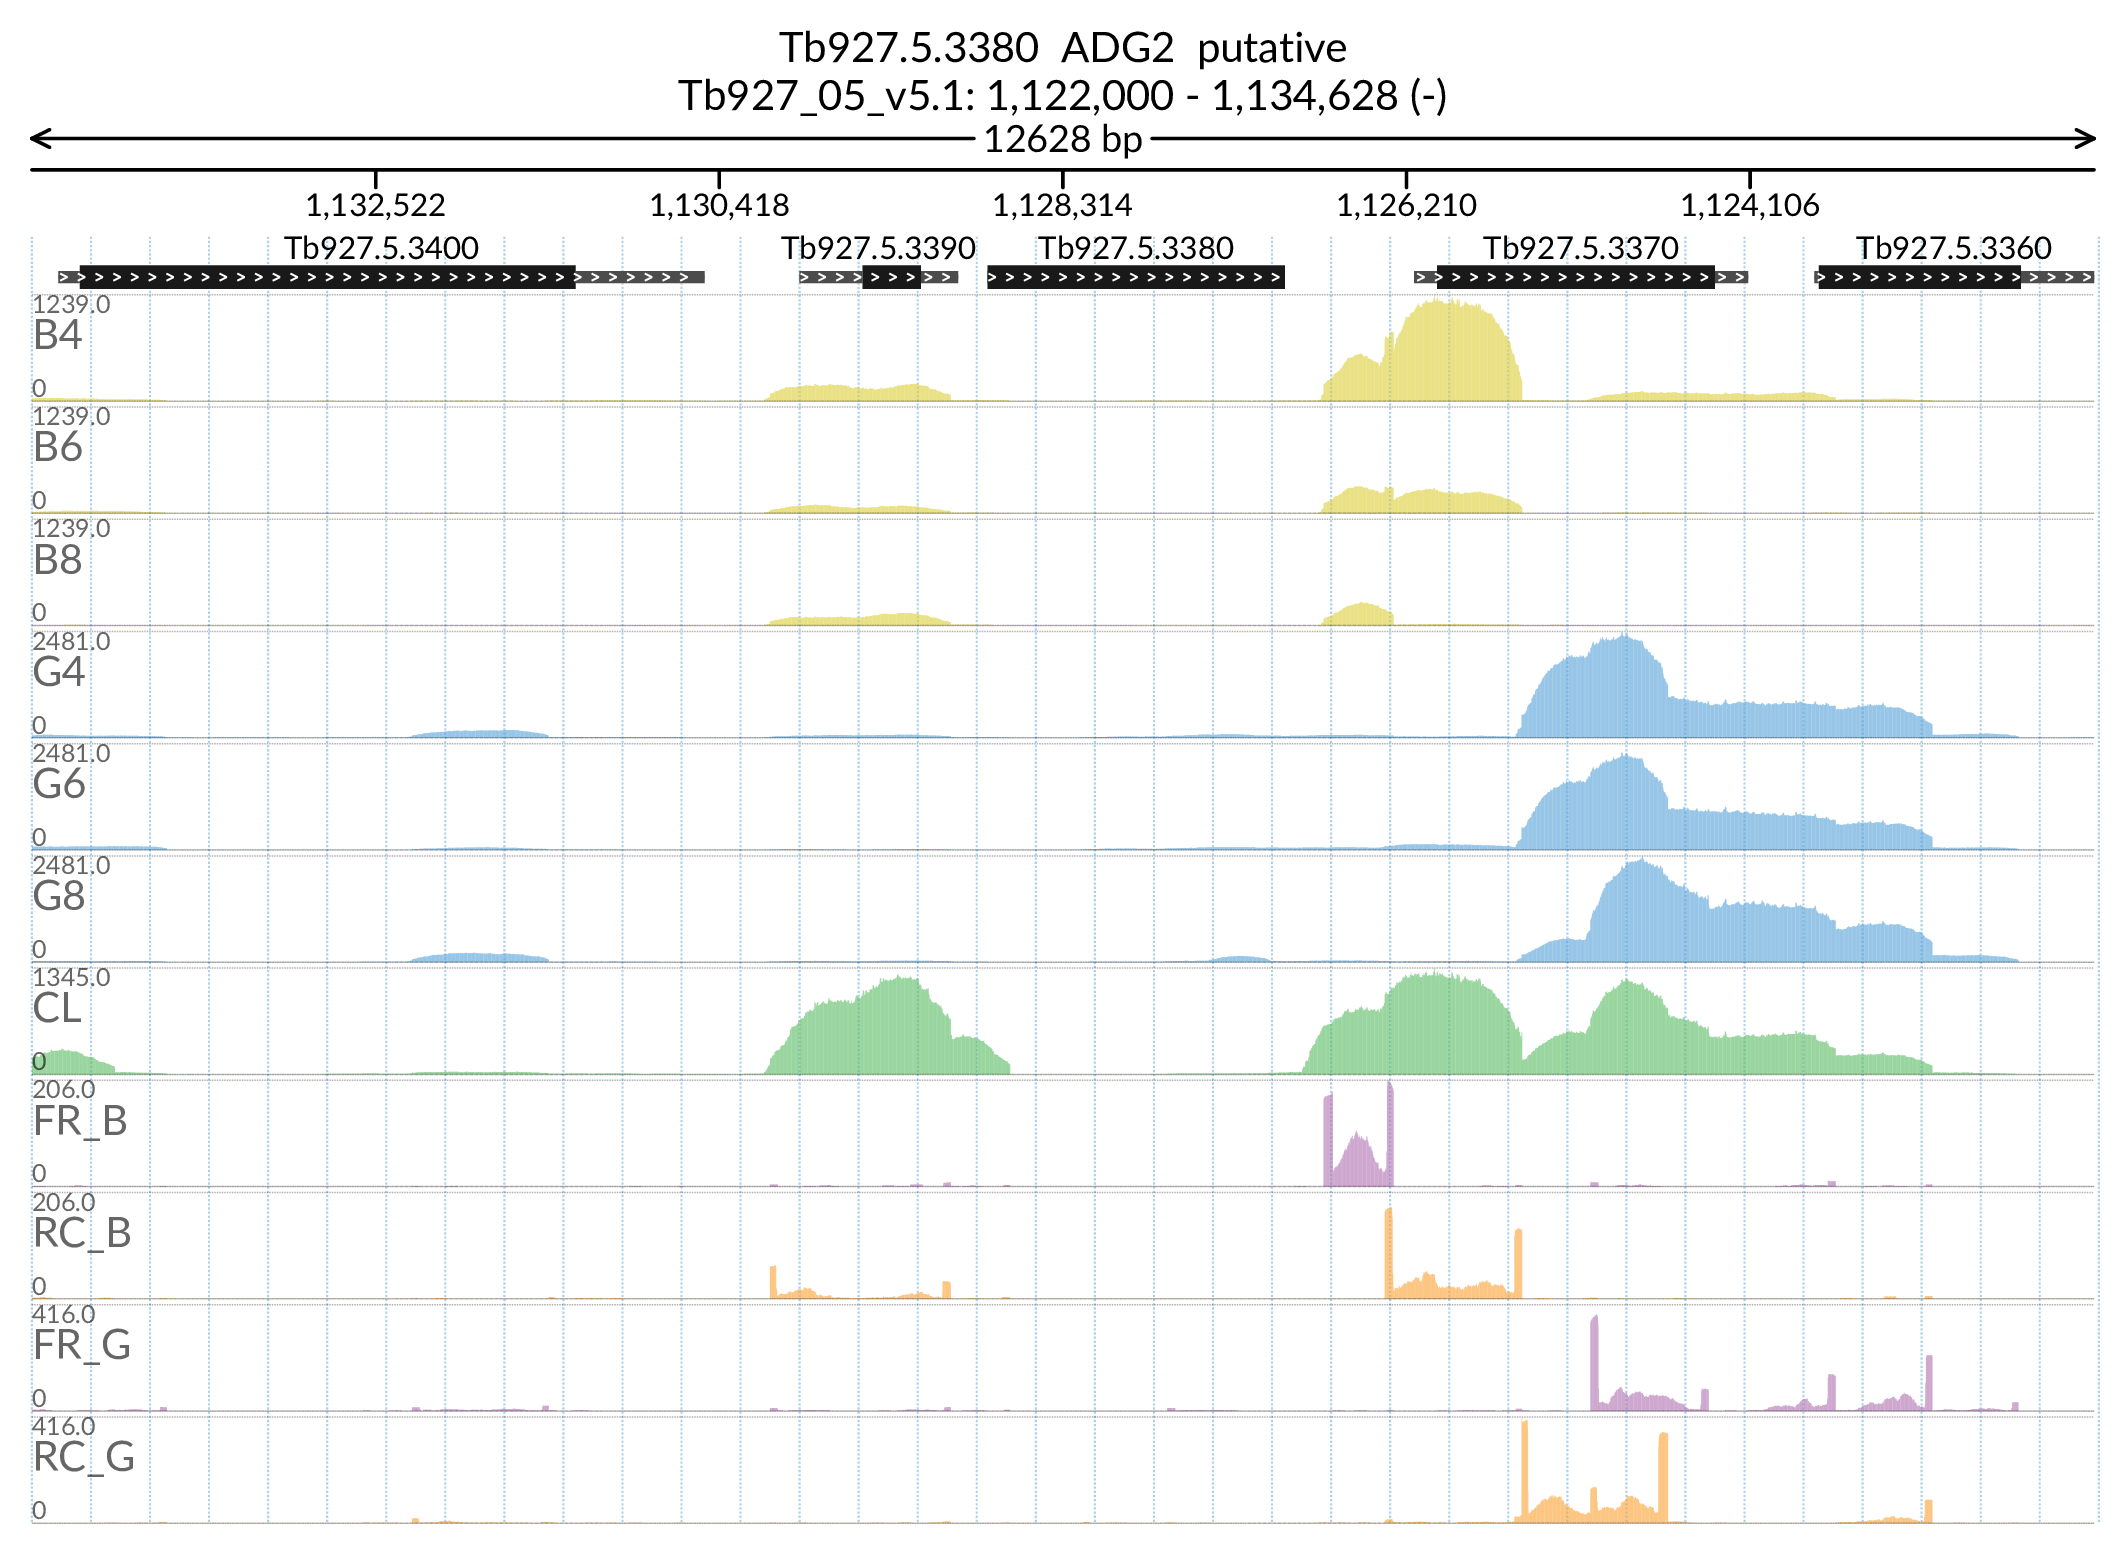 Tb927.5.3380 ADG2 putative
Tb927_05_v5.1: 1,122,000 - 1,134,628 (-)
12628 bp
1,132,522 1,130,418 1,128,314 1,126,210 1,124,106
Tb927.5.3400 Tb927.5.3390 Tb927.5.3380 Tb927.5.3370 Tb927.5.3360
1239.0
B4
0
1239.0
B6
0
1239.0
B8
0
2481.0
G4
0
2481.0
G6
0
2481.0
G8
0
1345.0
CL
0
206.0
FR_B
0
206.0
RC_B
0
416.0
FR_G
0
416.0
RC_G
0